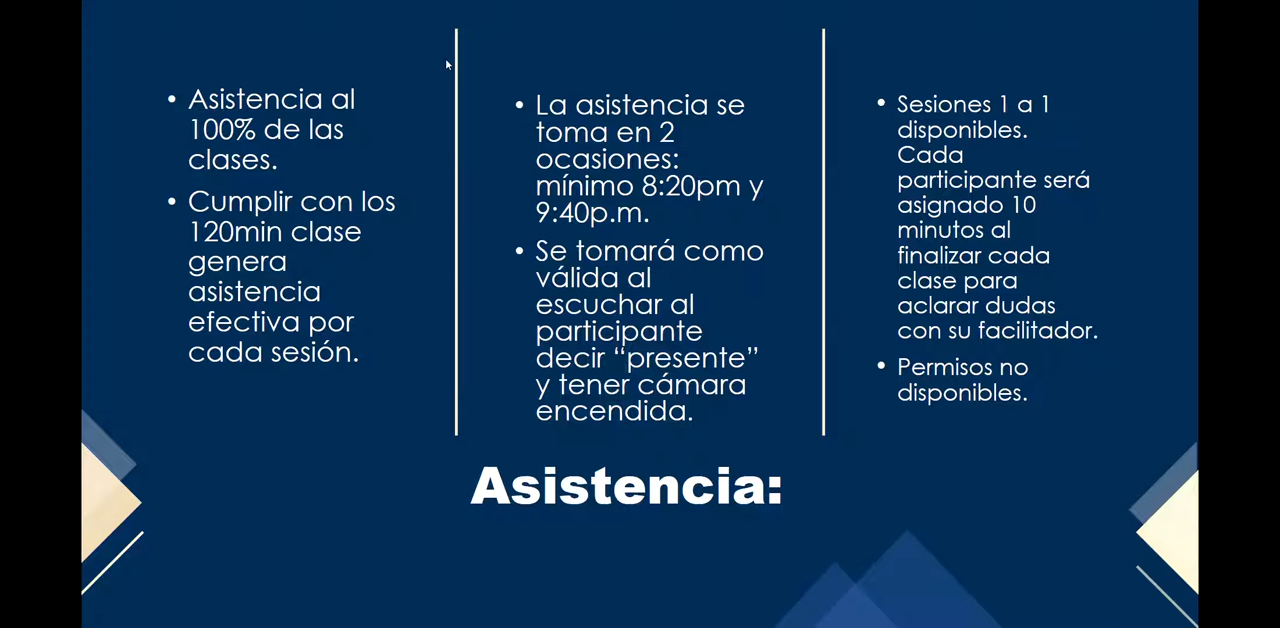 • Asistencia al
100% de las
clases.
• Cumplir con los
120min clase
genera
asistencia
efectiva por
cada sesión.
• La asistencia se
toma en 2
ocasiones:
mínimo 8:20pm y
9:40p.m.
• Se tomará como
válida al
escuchar al
participante
decir “presente”
y tener cámara
encendida.
• Sesiones 1 a 1
disponibles.
Cada
participante será
asignado 10
minutos al
finalizar cada
clase para
aclarar dudas
con su facilitador.
• Permisos no
disponibles.
Asistencia: